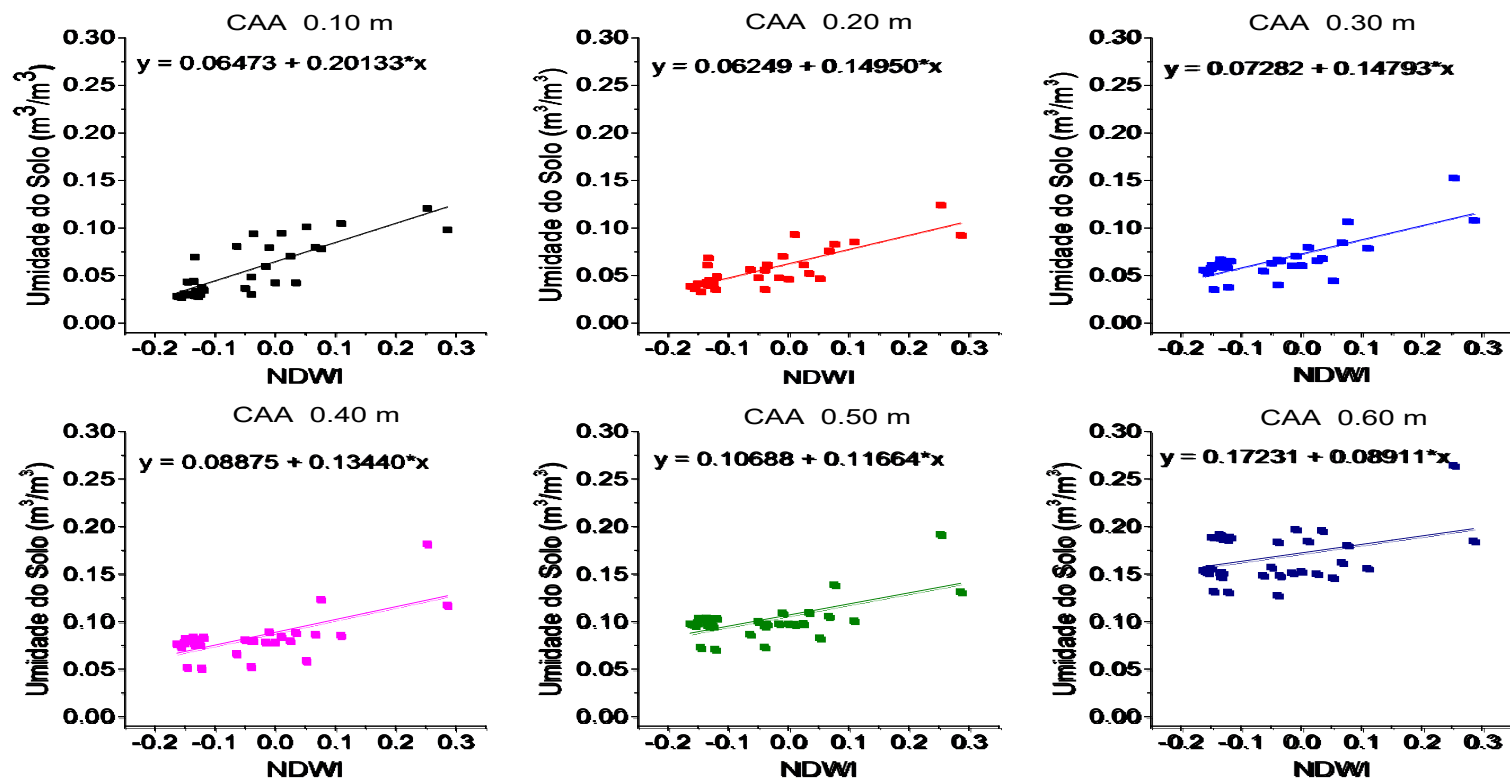 CAA 0.10 m
y = 0.06473 + 0.20133*x
Umidade do Solo (m³/m³)
0.30
0.25
0.20
0.15
0.10
0.05
0.00
-0.2 -0.1 0.0 0.1 0.2 0.3
NDWI
CAA 0.20 m
y = 0.06249 + 0.14950*x
Umidade do Solo (m³/m³)
0.30
0.25
0.20
0.15
0.10
0.05
0.00
-0.2 -0.1 0.0 0.1 0.2 0.3
NDWI
CAA 0.30 m
y = 0.07282 + 0.14793*x
Umidade do Solo (m³/m³)
0.30
0.25
0.20
0.15
0.10
0.05
0.00
-0.2 -0.1 0.0 0.1 0.2 0.3
NDWI
CAA 0.40 m
y = 0.08875 + 0.13440*x
Umidade do Solo (m³/m³)
0.30
0.25
0.20
0.15
0.10
0.05
0.00
-0.2 -0.1 0.0 0.1 0.2 0.3
NDWI
CAA 0.50 m
y = 0.10688 + 0.11664*x
Umidade do Solo (m³/m³)
0.30
0.25
0.20
0.15
0.10
0.05
0.00
-0.2 -0.1 0.0 0.1 0.2 0.3
NDWI
CAA 0.60 m
y = 0.17231 + 0.08911*x
Umidade do Solo (m³/m³)
0.30
0.25
0.20
0.15
0.10
0.05
0.00
-0.2 -0.1 0.0 0.1 0.2 0.3
NDWI